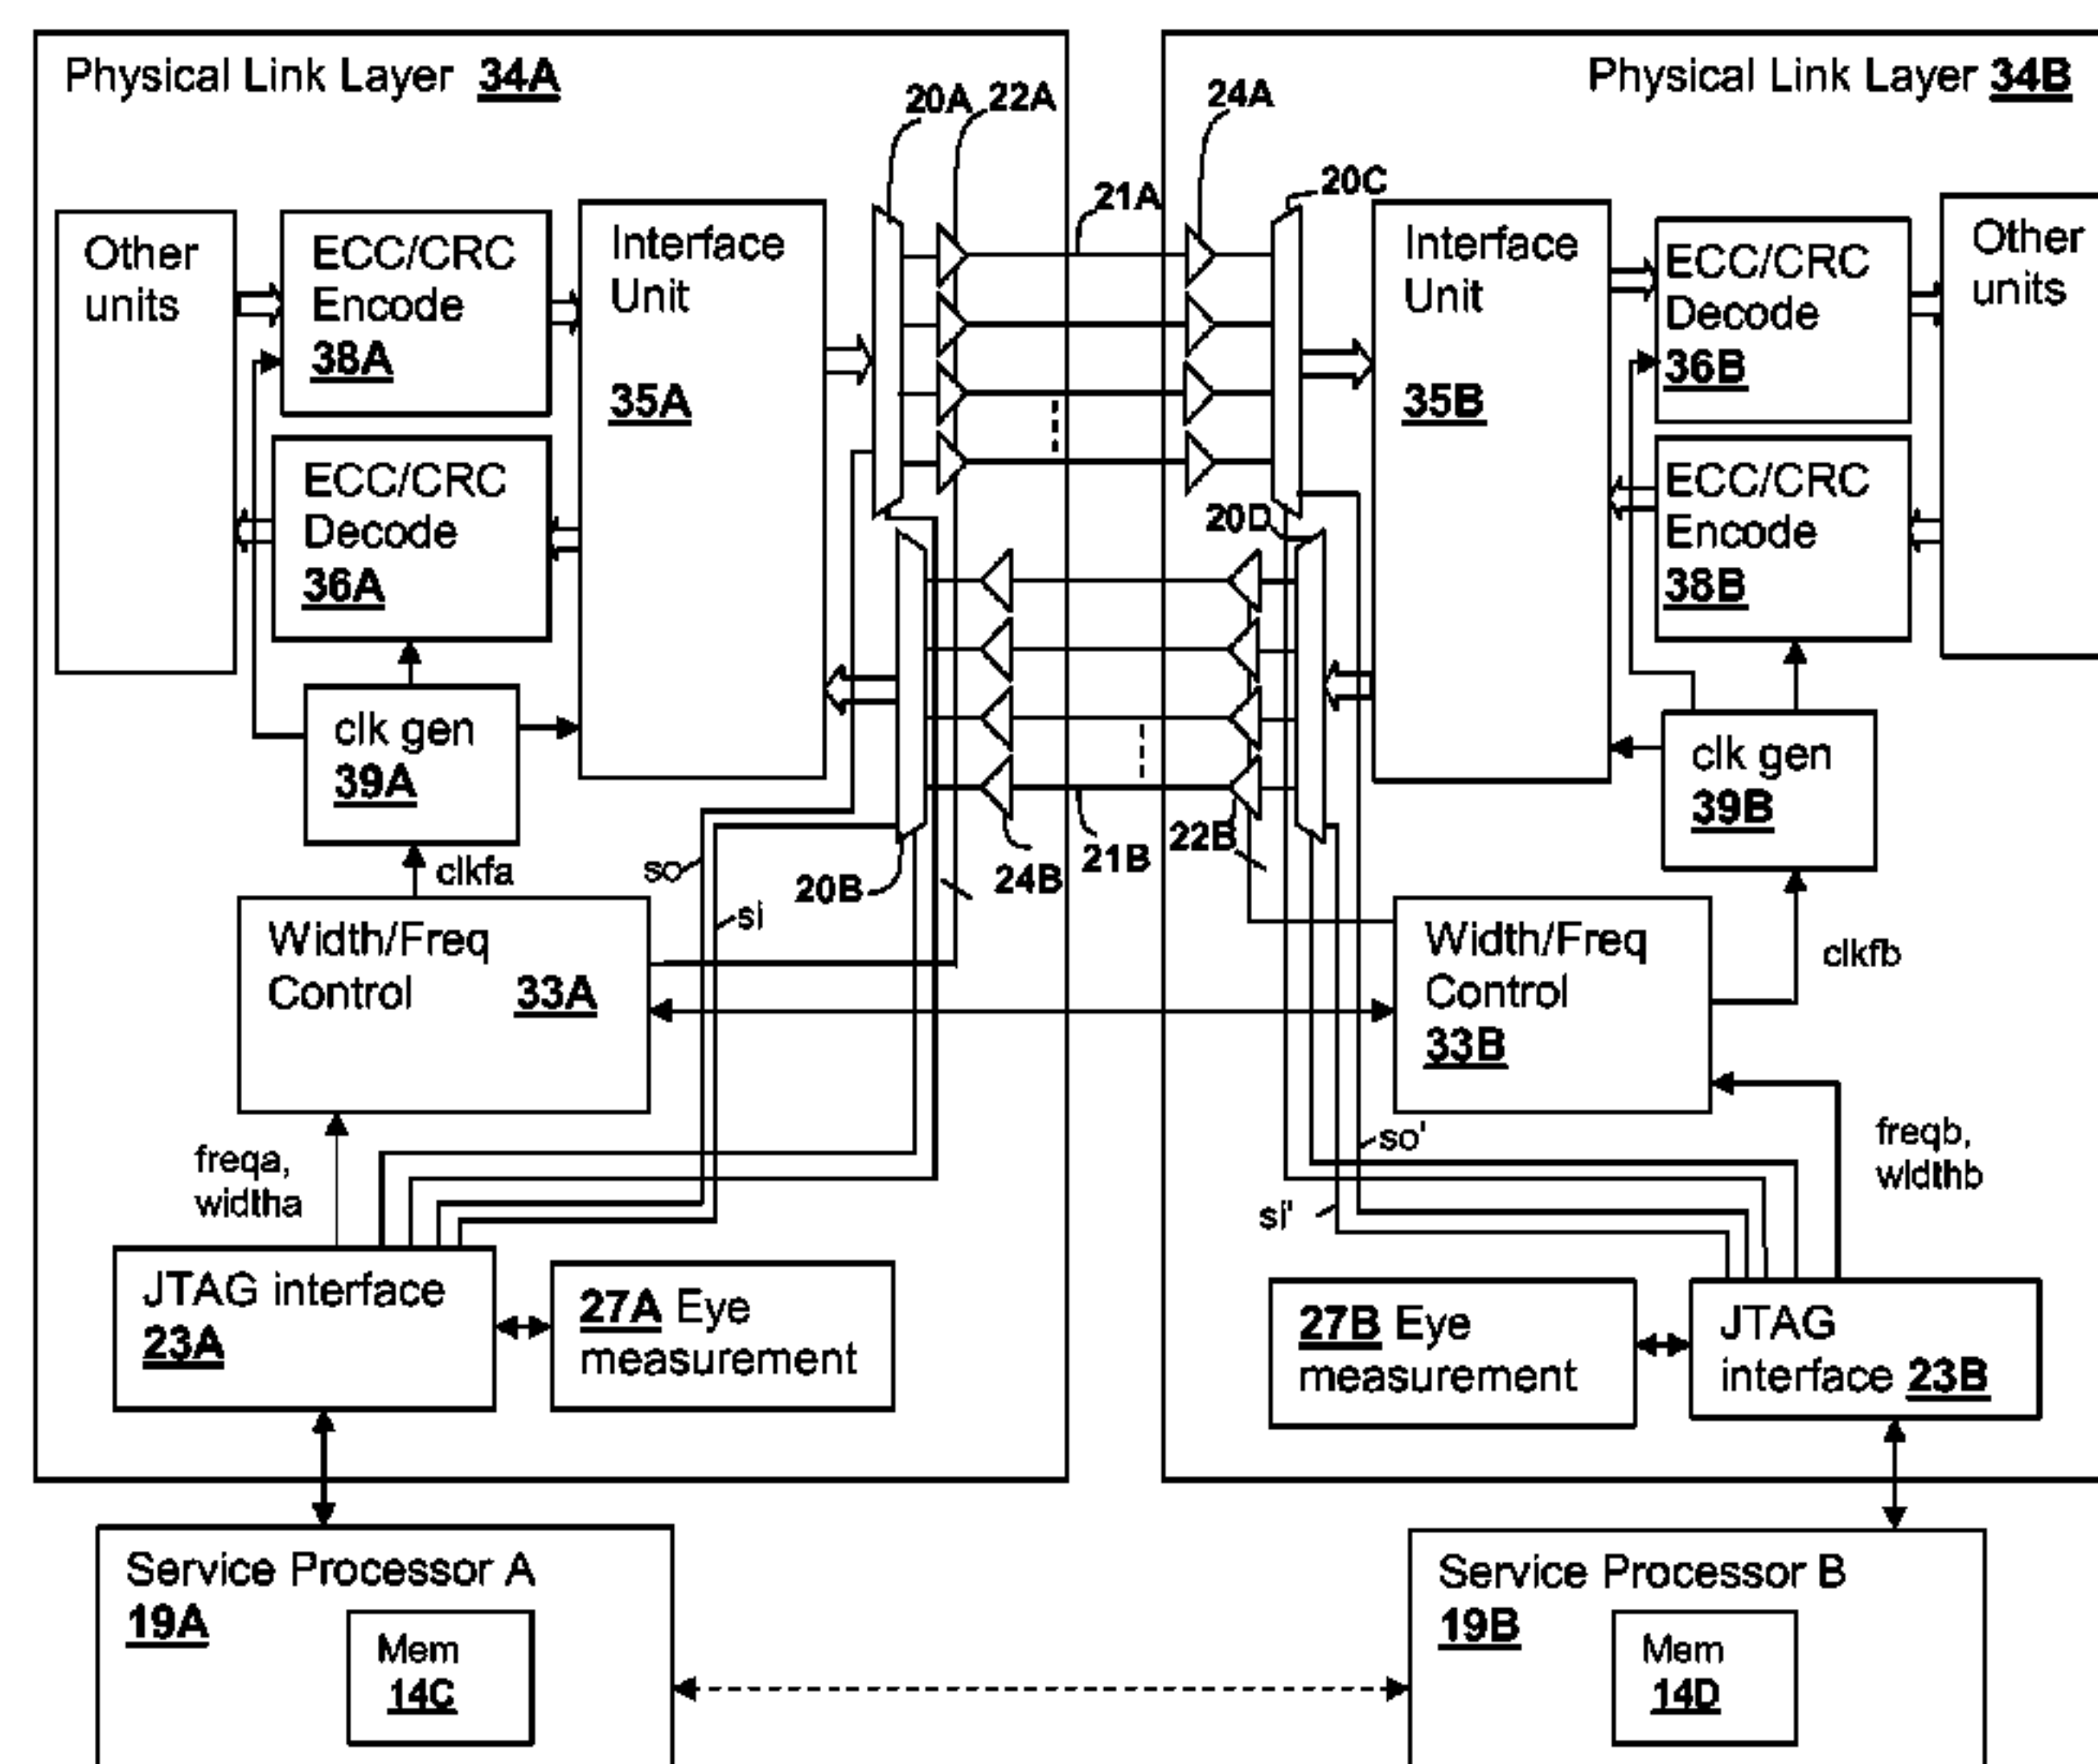 Physical Link Layer 34A
Physical Link Layer 34B
20A
22A
24A
21A
20C
Other
units
ECC/CRC
Encode
38A
Interface
Unit
35A
Interface
Unit
35B
ECC/CRC
Decode
36B
Other
units
ECC/CRC
Decode
36A
ECC/CRC
Encode
38B
20D
clk gen
39A
clk gen
39B
clkfa
so
si
20B
24B
21B
22B
Width/Freq
Control 33A
Width/Freq
Control
33B
clkfb
freqa,
widtha
so'
si'
freqb,
widthb
JTAG interface
23A
27A Eye
measurement
27B Eye
measurement
JTAG
interface 23B
Service Processor A
19A
Mem
14C
Service Processor B
19B
Mem
14D